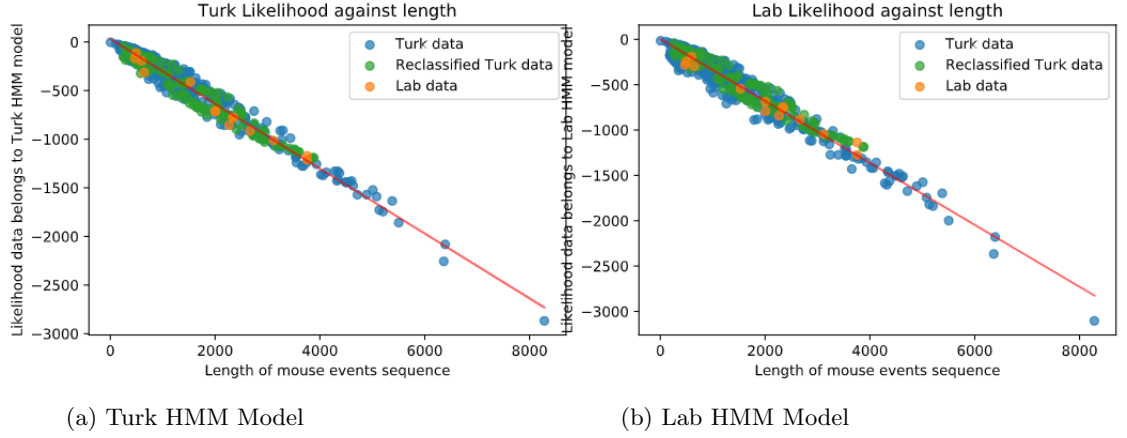 Turk Likelihood against length
Likelihood data belongs to Turk HMM model
0
−500
−1000
−1500
−2000
−2500
−3000
Turk data
Reclassified Turk data
Lab data
0 2000 4000 6000 8000
Length of mouse events sequence
(a) Turk HMM Model
Lab Likelihood against length
Likelihood data belongs to Lab HMM model
0
−500
−1000
−1500
−2000
−2500
−3000
Turk data
Reclassified Turk data
Lab data
0 2000 4000 6000 8000
Length of mouse events sequence
(b) Lab HMM Model